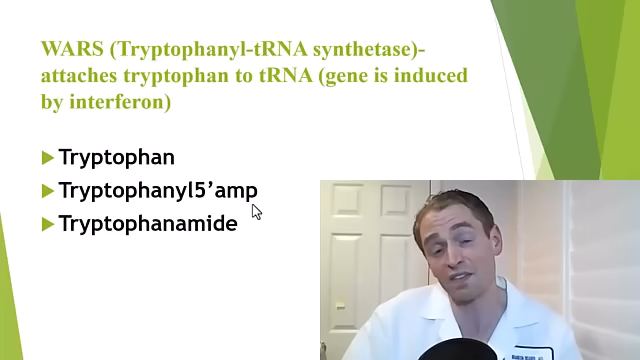 WARS (Tryptophanyl-tRNA synthetase)-
attaches tryptophan to tRNA (gene is induced
by interferon)
Tryptophan
Tryptophanyl5’amp
Tryptophanamide